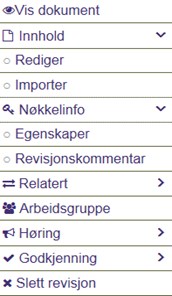 Vis dokument
Innhold
Rediger
Importer
Nøkkelinfo
Egenskaper
Revisjonskommentar
Relatert
Arbeidsgruppe
Høring
Godkjenning
Slett revisjon